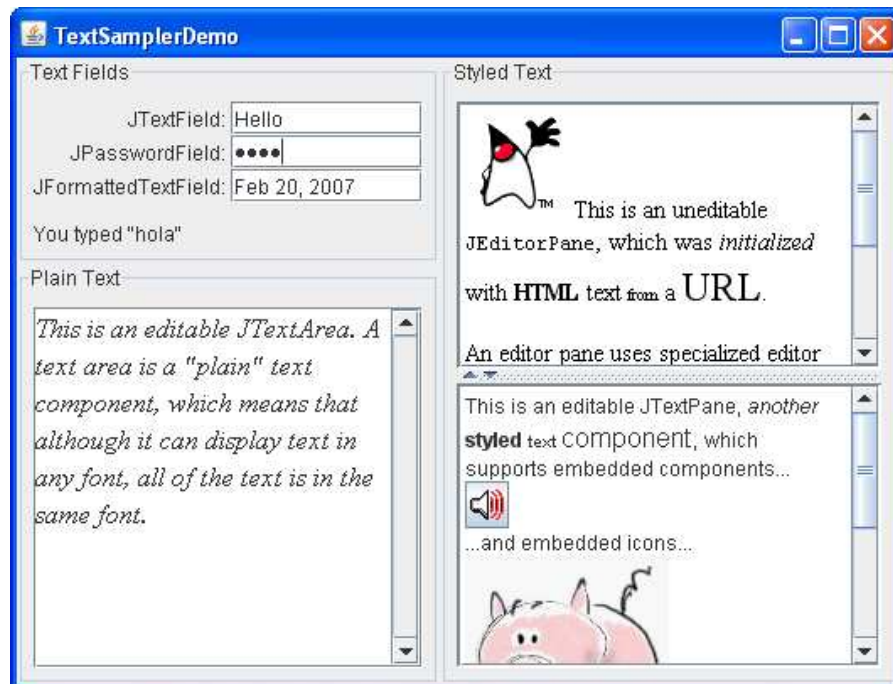 TextSamplerDemo
Text Fields
JTextField: Hello
JPasswordField: ●●●●
JFormattedTextField: Feb 20, 2007
You typed "hola"
Plain Text
This is an editable JTextArea. A
text area is a "plain" text
component, which means that
although it can display text in
any font, all of the text is in the
same font.
Styled Text
™ This is an uneditable
JEditorPane, which was initialized
with HTML text from a URL.
An editor pane uses specialized editor
This is an editable JTextPane, another
styled text component, which
supports embedded components...
...and embedded icons...